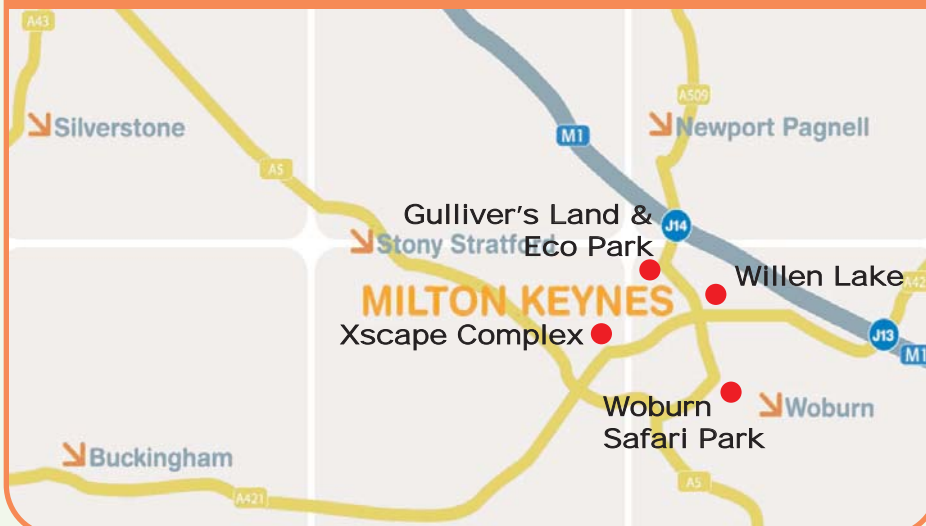 A43
Silverstone
A5
M1
A509
Newport Pagnell
Gulliver's Land &
Eco Park
J14
Stony Stratford
Willen Lake
A42
MILTON KEYNES
Xscape Complex
J13
M1
Woburn
Safari Park
Woburn
Buckingham
A421
A5